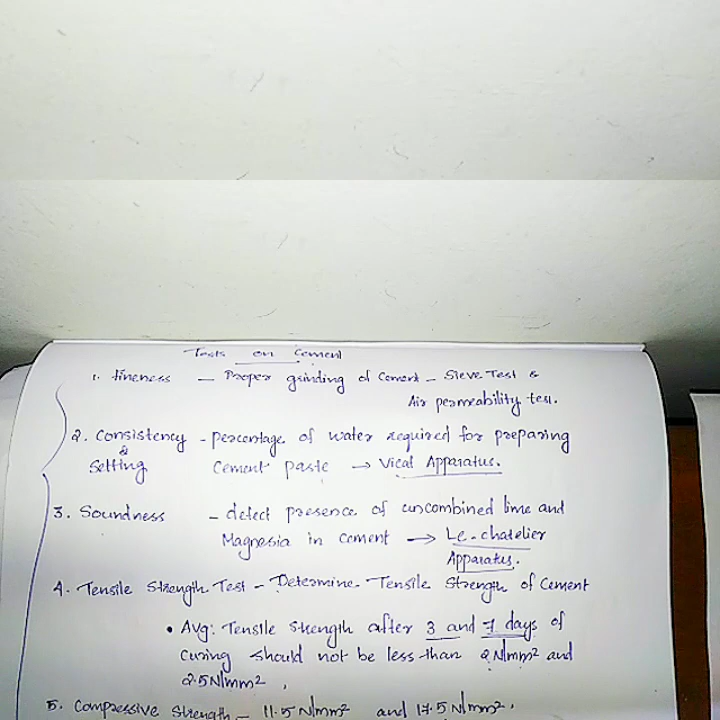 Tests on Cement
1. fineness — Proper grinding of Cement - Sieve Test &
Air permeability test.
2. Consistency - percentage of water required for preparing
& Setting Cement paste → Vicat Apparatus.
3. Soundness - detect presence of uncombined lime and
Magnesia in cement → Le-chatelier
Apparatus.
4. Tensile Strength Test - Determine Tensile Strength of Cement
• Avg: Tensile Strength after 3 and 7 days of
Curing should not be less than 2 N/mm² and
2.5 N/mm².
5. Compressive Strength - 11.5 N/mm² and 17.5 N/mm².